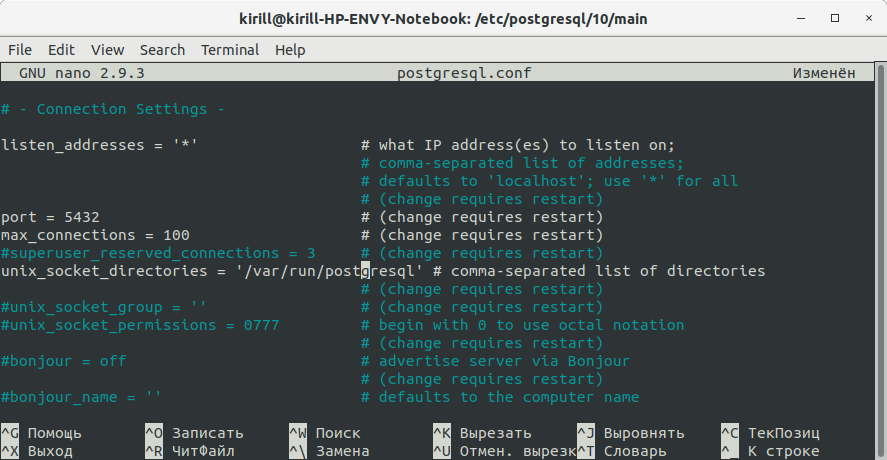 kirill@kirill-HP-ENVY-Notebook: /etc/postgresql/10/main
File Edit View Search Terminal Help
GNU nano 2.9.3 postgresql.conf Изменён
# - Connection Settings -
listen_addresses = '*' # what IP address(es) to listen on;
# comma-separated list of addresses;
# defaults to 'localhost'; use '*' for all
# (change requires restart)
port = 5432 # (change requires restart)
max_connections = 100 # (change requires restart)
#superuser_reserved_connections = 3 # (change requires restart)
unix_socket_directories = '/var/run/postgresql' # comma-separated list of directories
# (change requires restart)
#unix_socket_group = '' # (change requires restart)
#unix_socket_permissions = 0777 # begin with 0 to use octal notation
# (change requires restart)
#bonjour = off # advertise server via Bonjour
# (change requires restart)
#bonjour_name = '' # defaults to the computer name
^G Помощь ^O Записать ^W Поиск ^K Вырезать ^J Выровнять ^C ТекПозиц
^X Выход ^R ЧитФайл ^\ Замена ^U Отмен. вырезк ^T Словарь ^_ К строке